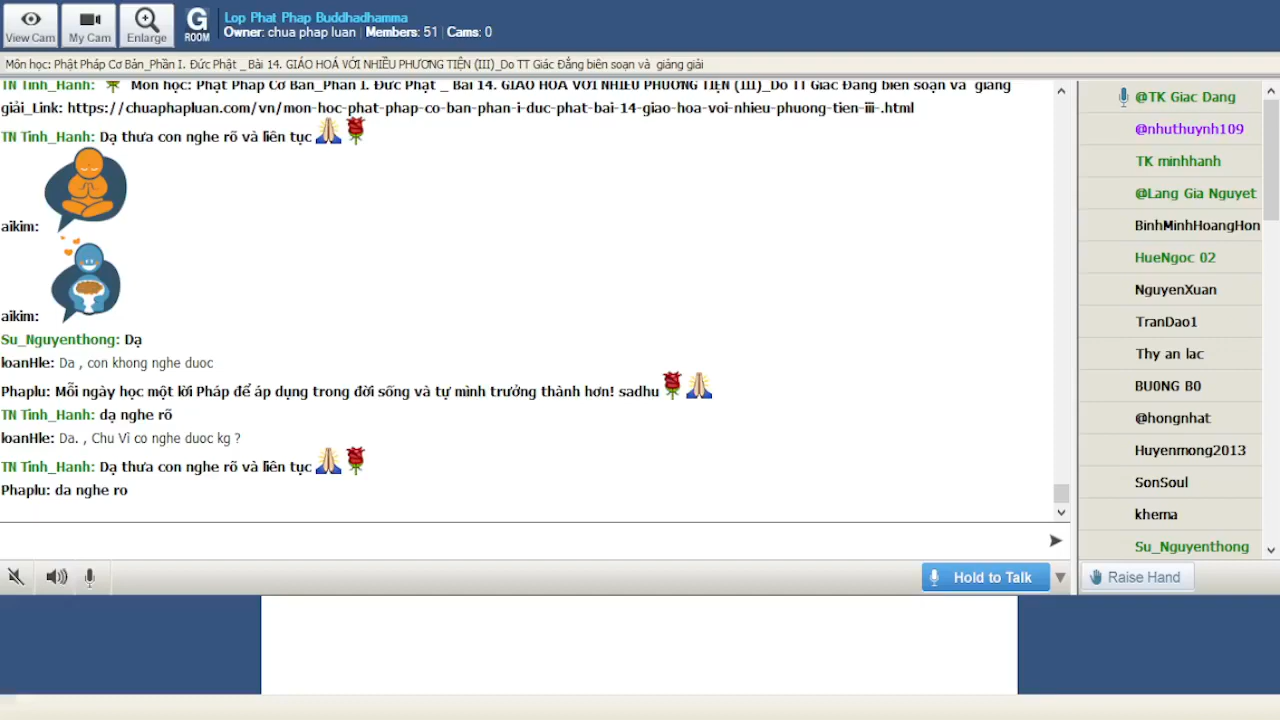 View Cam
My Cam
Enlarge
G
ROOM
Lop Phat Phap Buddhadhamma
Owner: chua phap luan | Members: 51 | Cams: 0
Môn học: Phật Pháp Cơ Bản_Phần I. Đức Phật _ Bài 14. GIÁO HOÁ VỚI NHIỀU PHƯƠNG TIỆN (III)_Do TT Giác Đẳng biên soạn và giảng giải
TN Tinh_Hanh: Môn học: Phật Pháp Cơ Bản_Phần I. Đức Phật _ Bài 14. GIÁO HOÁ VỚI NHIỀU PHƯƠNG TIỆN (III)_Do TT Giác Đẳng biên soạn và giảng
giải_Link: https://chuaphapluan.com/vn/mon-hoc-phat-phap-co-ban-phan-i-duc-phat-bai-14-giao-hoa-voi-nhieu-phuong-tien-iii-.html
TN Tinh_Hanh: Dạ thưa con nghe rõ và liên tục
aikim:
aikim:
Su_Nguyenthong: Dạ
loanHle: Da , con khong nghe duoc
Phaplu: Mỗi ngày học một lời Pháp để áp dụng trong đời sống và tự mình trưởng thành hơn! sadhu
TN Tinh_Hanh: dạ nghe rõ
loanHle: Da. , Chu Vì co nghe duoc kg ?
TN Tinh_Hanh: Dạ thưa con nghe rõ và liên tục
Phaplu: da nghe ro
Hold to Talk
@TK Giac Dang
@nhuthuynh109
TK minhhanh
@Lang Gia Nguyet
BinhMinhHoangHon
HueNgoc 02
NguyenXuan
TranDao1
Thy an lac
BU0NG B0
@hongnhat
Huyenmong2013
SonSoul
khema
Su_Nguyenthong
Raise Hand